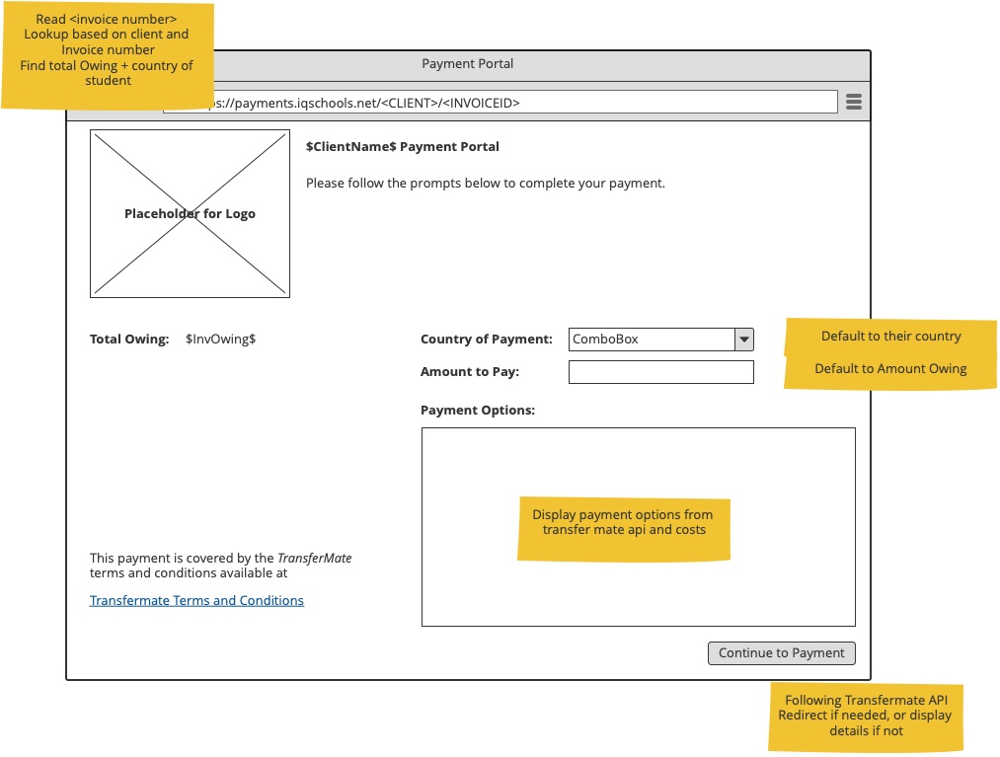 Read <invoice number>
Lookup based on client and
Invoice number
Find total Owing + country of
student
Payment Portal
ps://payments.iqschools.net/<CLIENT>/<INVOICEID>
$ClientName$ Payment Portal
Please follow the prompts below to complete your payment.
Placeholder for Logo
Total Owing: $InvOwing$
Country of Payment: ComboBox
Default to their country
Amount to Pay:
Default to Amount Owing
Payment Options:
Display payment options from
transfer mate api and costs
This payment is covered by the TransferMate
terms and conditions available at
Transfermate Terms and Conditions
Continue to Payment
Following Transfermate API
Redirect if needed, or display
details if not